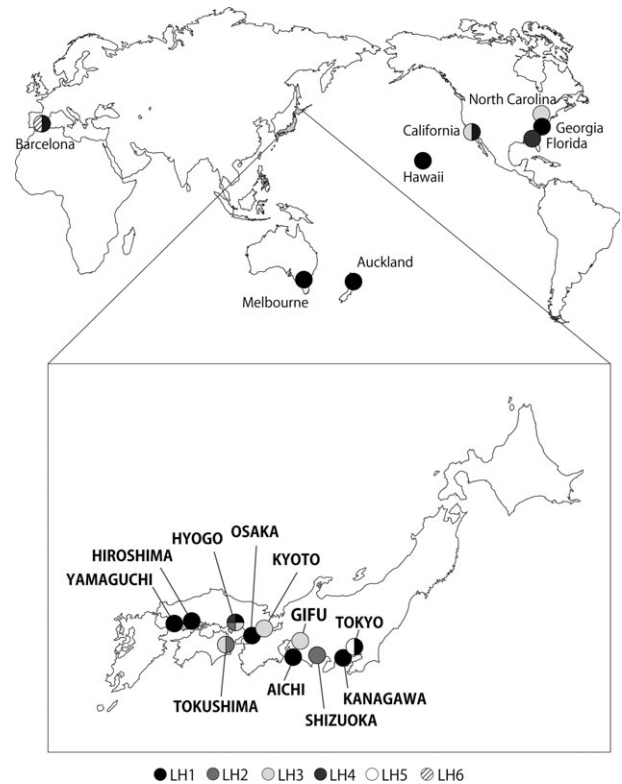 North Carolina
California
Georgia
Florida
Barcelona
Hawaii
Auckland
Melbourne
OSAKA
HYOGO
KYOTO
HIROSHIMA
YAMAGUCHI
GIFU
TOKYO
TOKUSHIMA
AICHI
KANAGAWA
SHIZUOKA
LH1 LH2 LH3 LH4 LH5 LH6